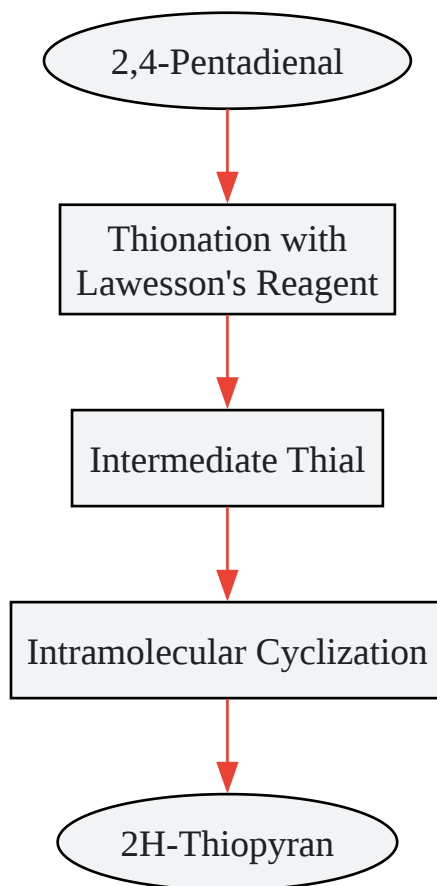 2,4-Pentadienal
Thionation with
Lawesson's Reagent
Intermediate Thial
Intramolecular Cyclization
2H-Thiopyran